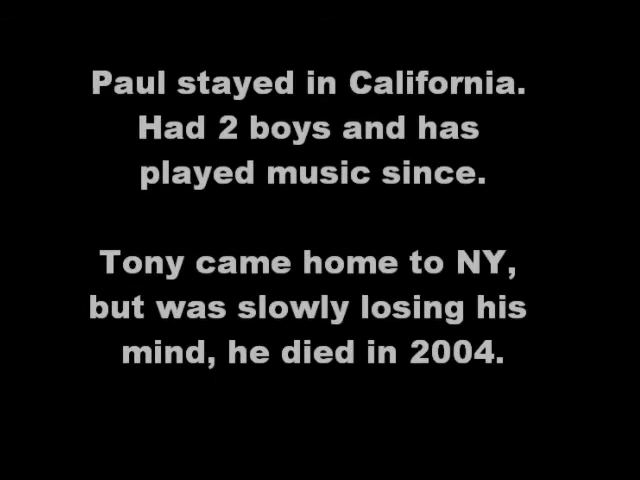 Paul stayed in California.
Had 2 boys and has
played music since.
Tony came home to NY,
but was slowly losing his
mind, he died in 2004.